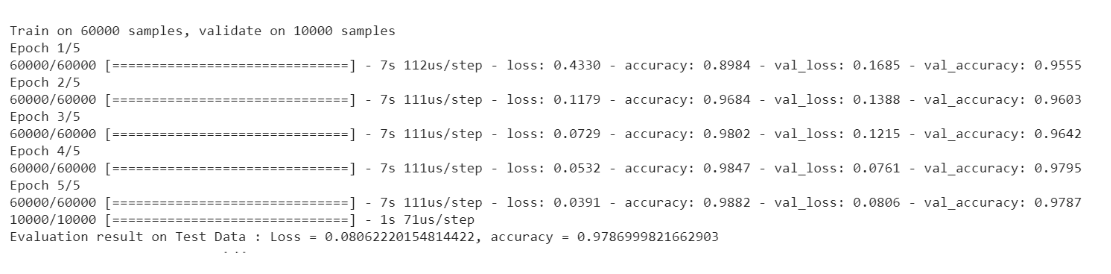 Train on 60000 samples, validate on 10000 samples
Epoch 1/5
60000/60000 [==============================] - 7s 112us/step - loss: 0.4330 - accuracy: 0.8984 - val_loss: 0.1685 - val_accuracy: 0.9555
Epoch 2/5
60000/60000 [==============================] - 7s 111us/step - loss: 0.1179 - accuracy: 0.9684 - val_loss: 0.1388 - val_accuracy: 0.9603
Epoch 3/5
60000/60000 [==============================] - 7s 111us/step - loss: 0.0729 - accuracy: 0.9802 - val_loss: 0.1215 - val_accuracy: 0.9642
Epoch 4/5
60000/60000 [==============================] - 7s 111us/step - loss: 0.0532 - accuracy: 0.9847 - val_loss: 0.0761 - val_accuracy: 0.9795
Epoch 5/5
60000/60000 [==============================] - 7s 111us/step - loss: 0.0391 - accuracy: 0.9882 - val_loss: 0.0806 - val_accuracy: 0.9787
10000/10000 [==============================] - 1s 71us/step
Evaluation result on Test Data : Loss = 0.08062220154814422, accuracy = 0.9786999821662903